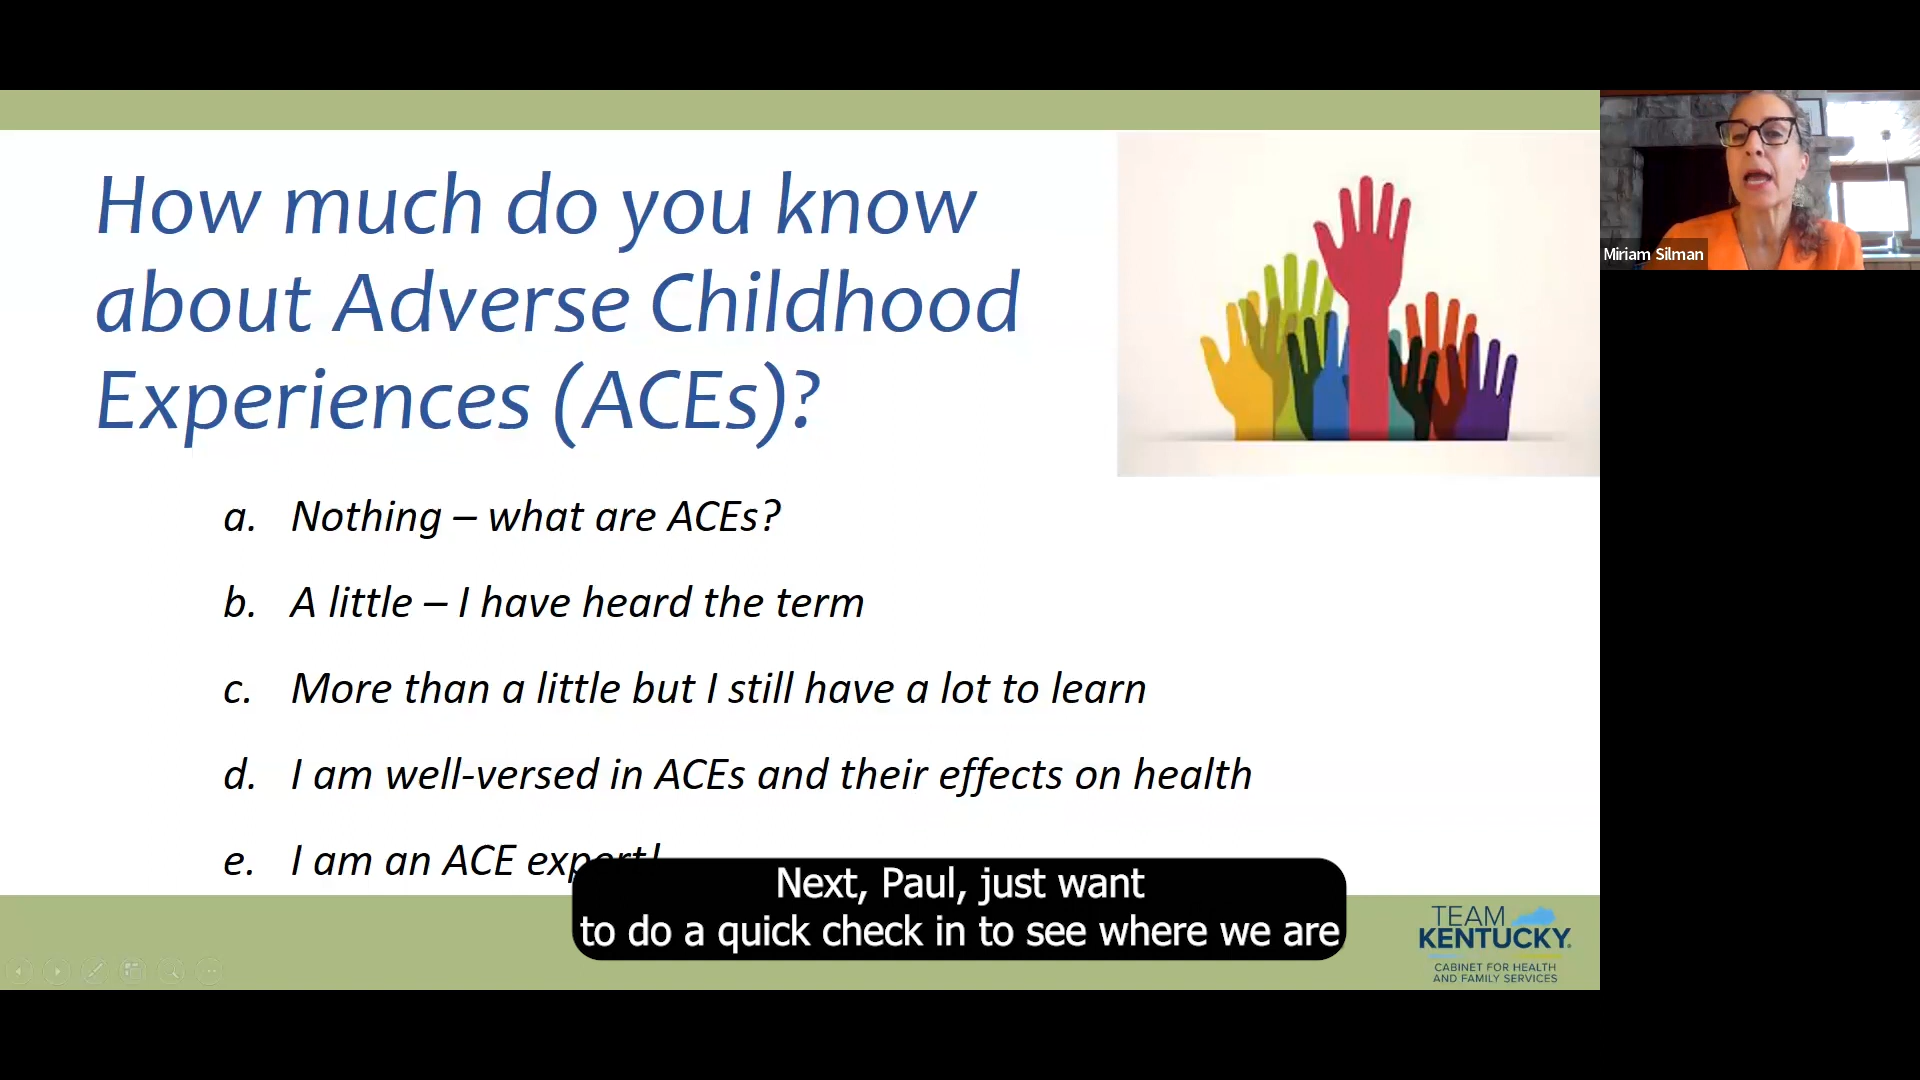 How much do you know
about Adverse Childhood
Experiences (ACEs)?
a. Nothing – what are ACEs?
b. A little – I have heard the term
c. More than a little but I still have a lot to learn
d. I am well-versed in ACEs and their effects on health
e. I am an ACE expert!
Next, Paul, just want
to do a quick check in to see where we are
Miriam Silman
TEAM
KENTUCKY
CABINET FOR HEALTH
AND FAMILY SERVICES